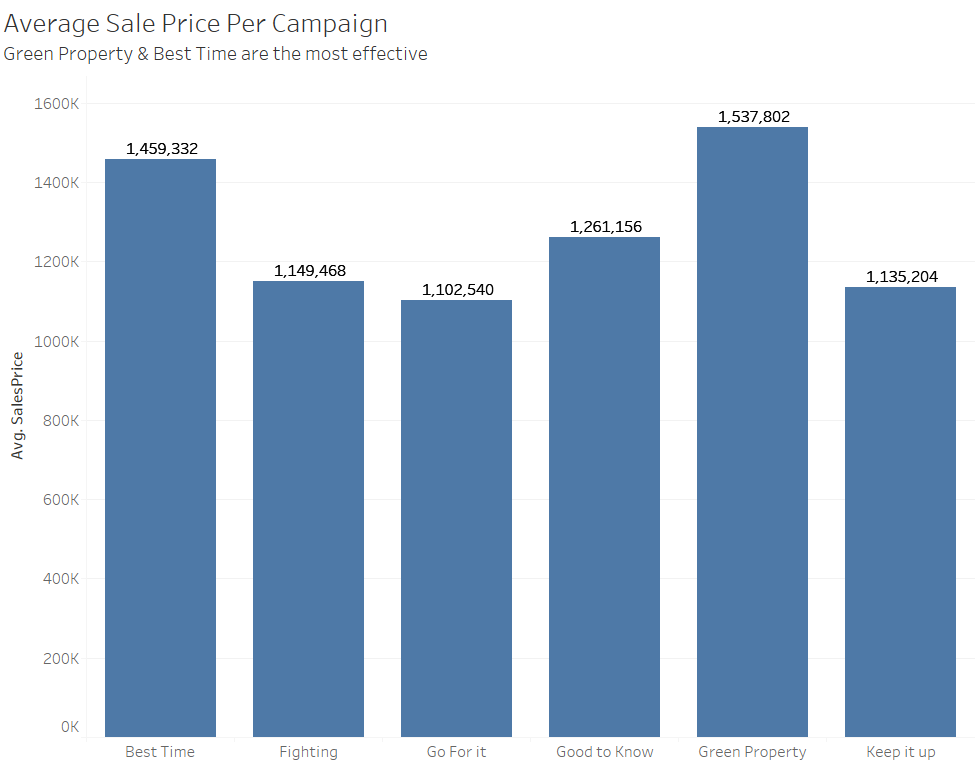 Average Sale Price Per Campaign
Green Property & Best Time are the most effective
1600K
1400K
1200K
1000K
800K
600K
400K
200K
0K
Avg. SalesPrice
1,459,332
1,149,468
1,102,540
1,261,156
1,537,802
1,135,204
Best Time
Fighting
Go For it
Good to Know
Green Property
Keep it up